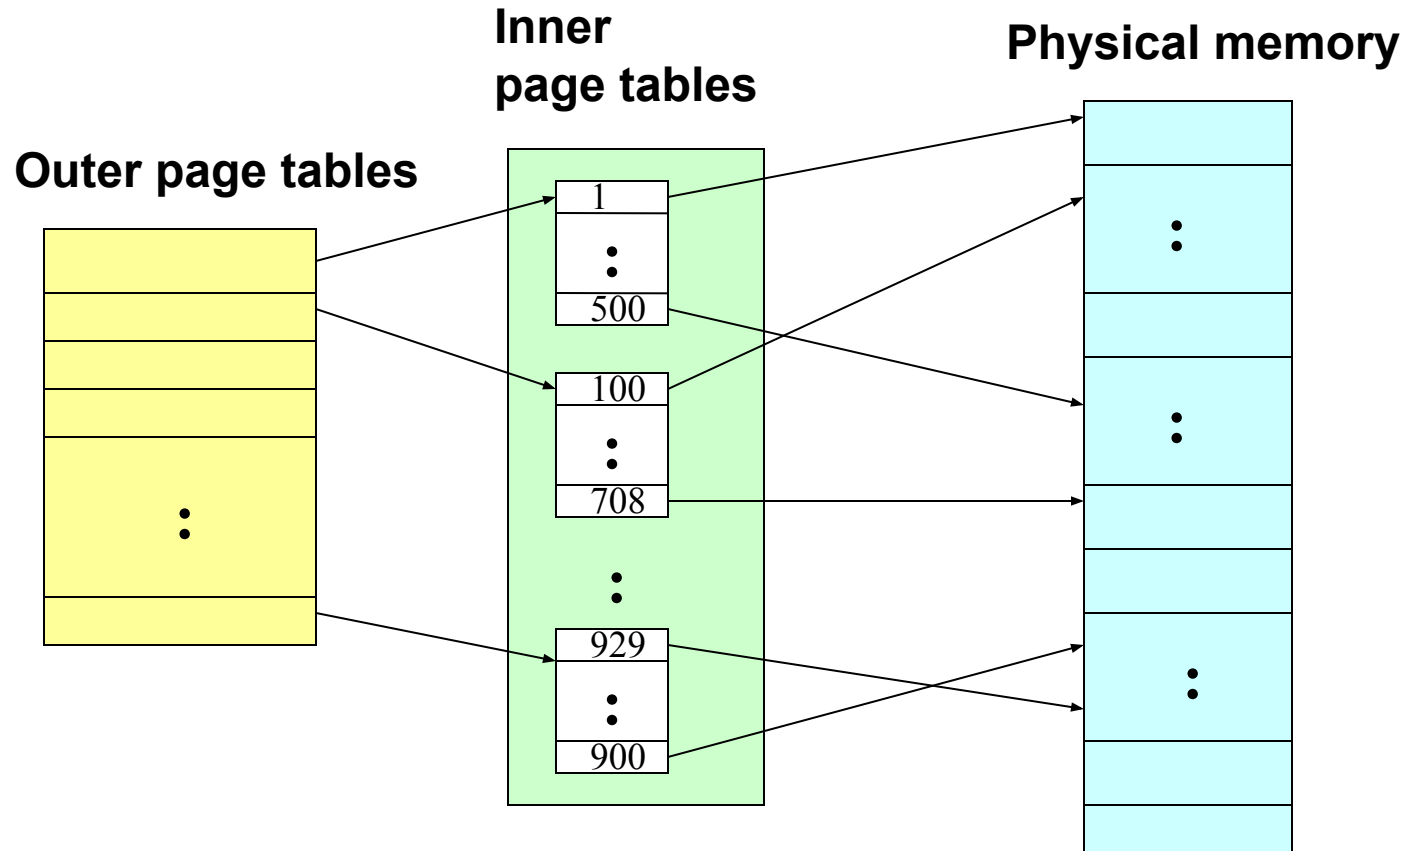 Inner
page tables
Physical memory
Outer page tables
1
500
100
708
929
900